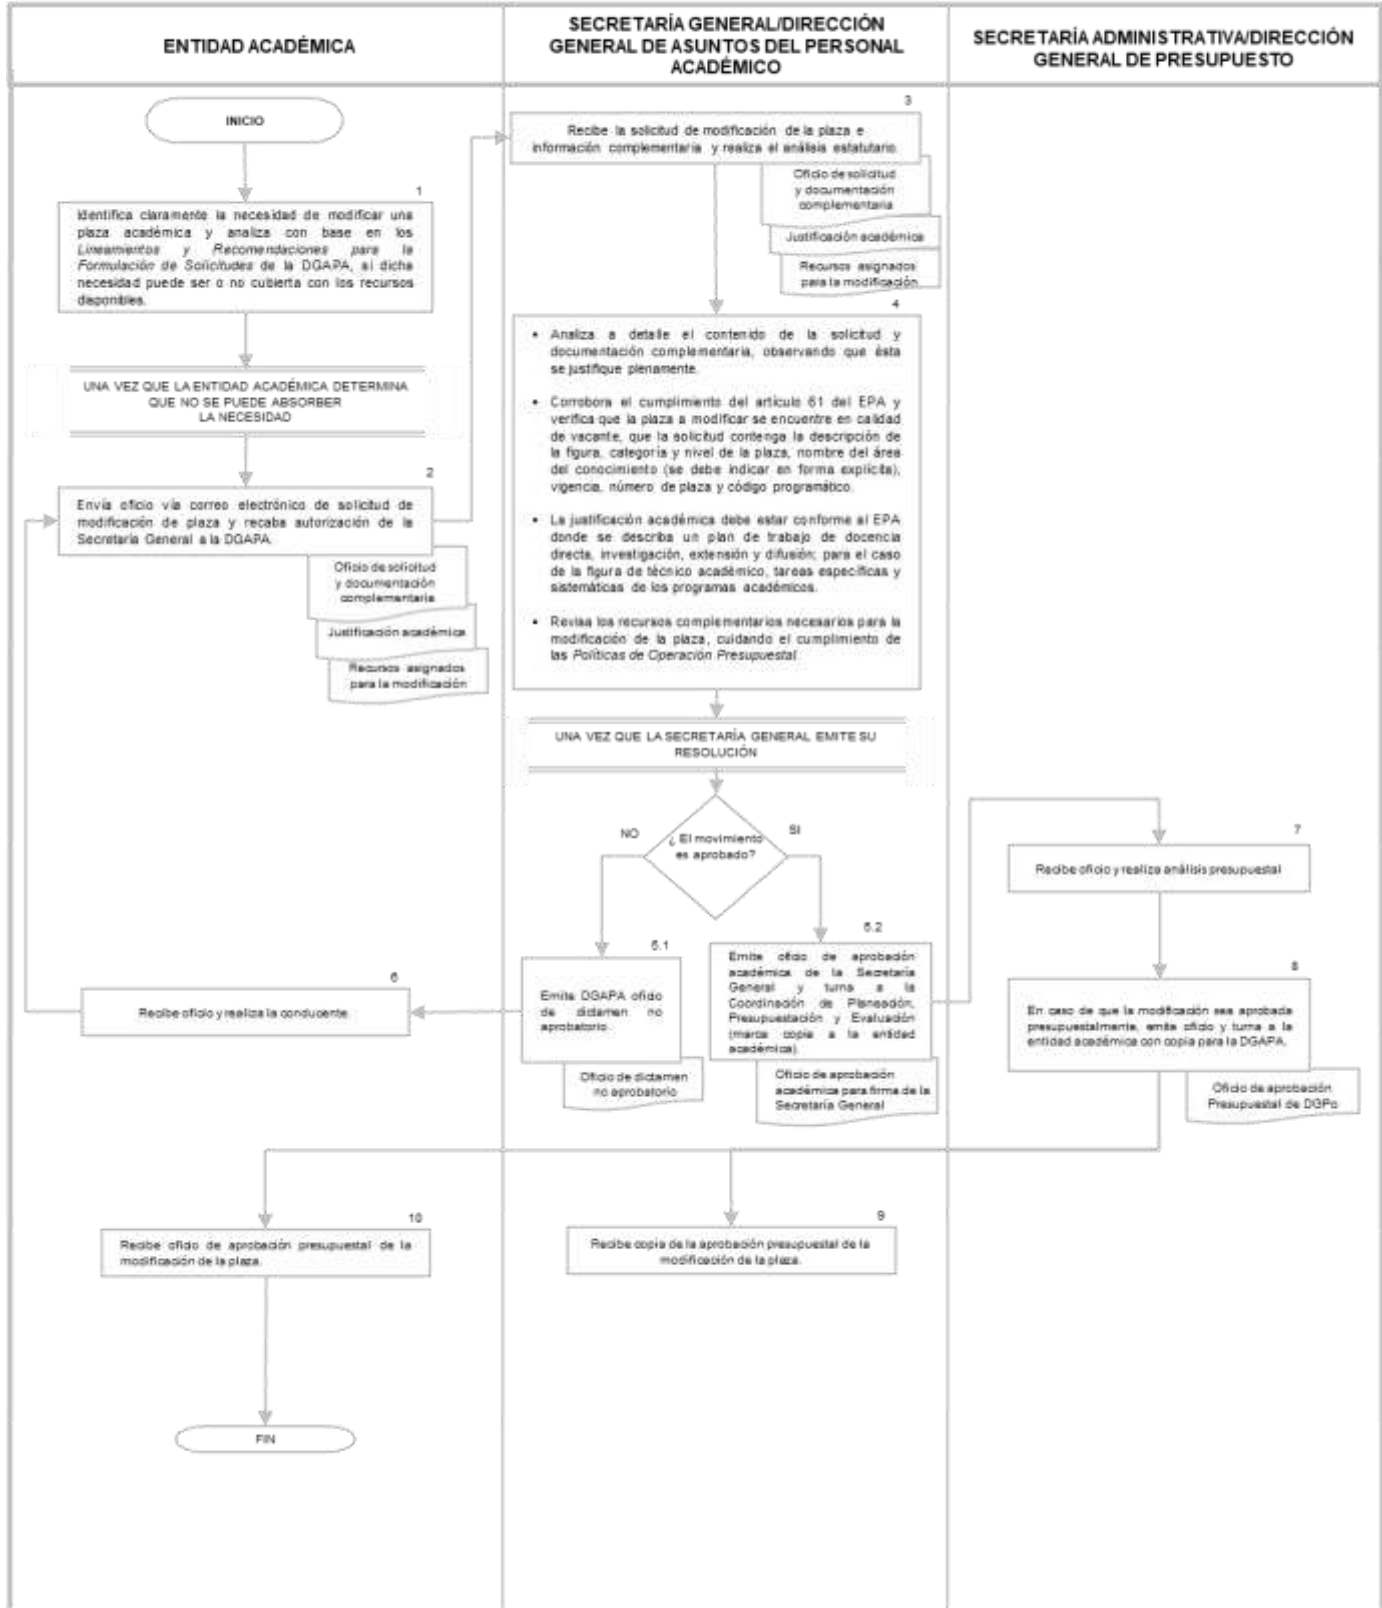 ENTIDAD ACADÉMICA
SECRETARÍA GENERAL/DIRECCIÓN
GENERAL DE ASUNTOS DEL PERSONAL
ACADÉMICO
SECRETARÍA ADMINISTRATIVA/DIRECCIÓN
GENERAL DE PRESUPUESTO
INICIO
1
Identifica claramente la necesidad de modificar una
plaza académica y analiza con base en los
Lineamientos y Recomendaciones para la
Formulación de Solicitudes de la DGAPA, si dicha
necesidad puede ser o no cubierta con los recursos
disponibles.
UNA VEZ QUE LA ENTIDAD ACADÉMICA DETERMINA
QUE NO SE PUEDE ABSORBER
LA NECESIDAD
2
Envía oficio vía correo electrónico de solicitud de
modificación de plaza y recaba autorización de la
Secretaría General a la DGAPA.
Oficio de solicitud
y documentación
complementaria
Justificación académica
Recursos asignados
para la modificación
3
Recibe la solicitud de modificación de la plaza e
información complementaria y realiza el análisis estatutario.
Oficio de solicitud
y documentación
complementaria
Justificación académica
Recursos asignados
para la modificación
4
• Analiza a detalle el contenido de la solicitud y
documentación complementaria, observando que ésta
se justifique plenamente.
• Corrobora el cumplimiento del artículo 61 del EPA y
verifica que la plaza a modificar se encuentre en calidad
de vacante, que la solicitud contenga la descripción de
la figura, categoría y nivel de la plaza, nombre del área
del conocimiento (se debe indicar en forma explícita),
vigencia, número de plaza y código programático.
• La justificación académica debe estar conforme al EPA
donde se describa un plan de trabajo de docencia
directa, investigación, extensión y difusión; para el caso
de la figura de técnico académico, tareas específicas y
sistemáticas de los programas académicos.
• Revisa los recursos complementarios necesarios para la
modificación de la plaza, cuidando el cumplimiento de
las Políticas de Operación Presupuestal
UNA VEZ QUE LA SECRETARÍA GENERAL EMITE SU
RESOLUCIÓN
NO
¿ El movimiento
es aprobado?
SI
5.1
Emite DGAPA oficio
de dictamen no
aprobatorio.
Oficio de dictamen
no aprobatorio
5.2
Emite oficio de aprobación
académica de la Secretaría
General y turna a la
Coordinación de Planeación,
Presupuestación y Evaluación
(marca copia a la entidad
académica).
Oficio de aprobación
académica para firma de la
Secretaría General
6
Recibe oficio y realiza la conducente.
7
Recibe oficio y realiza análisis presupuestal
8
En caso de que la modificación sea aprobada
presupuestalmente, emite oficio y turna a la
entidad académica con copia para la DGAPA.
Oficio de aprobación
Presupuestal de DGPo
10
Recibe oficio de aprobación presupuestal de la
modificación de la plaza.
9
Recibe copia de la aprobación presupuestal de la
modificación de la plaza.
FIN